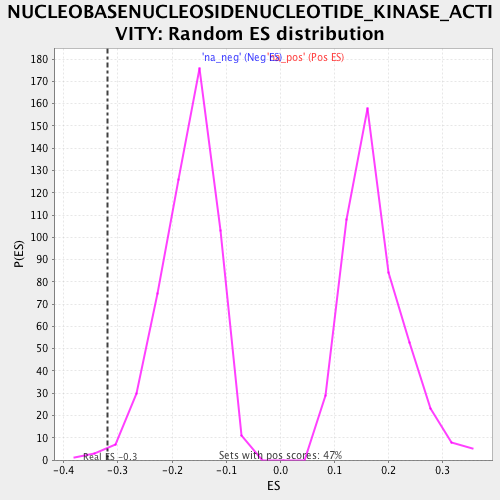 NUCLEOBASENUCLEOSIDENUCLEOTIDE_KINASE_ACTI
VITY: Random ES distribution
'na_neg' (Neg ES)
'na_pos' (Pos ES)
180
170
160
150
140
130
120
110
100
90
80
70
60
50
40
30
20
10
0
P(ES)
Real ES -0.3
Sets with pos scores: 47%
-0.4 -0.3 -0.2 -0.1 0.0 0.1 0.2 0.3
ES